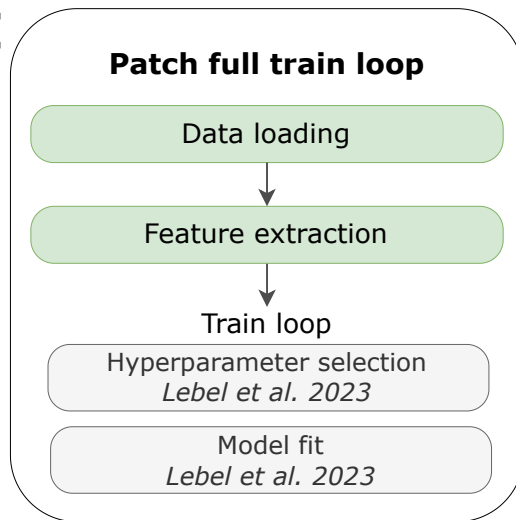 Patch full train loop
Data loading
Feature extraction
Train loop
Hyperparameter selection
Lebel et al. 2023
Model fit
Lebel et al. 2023